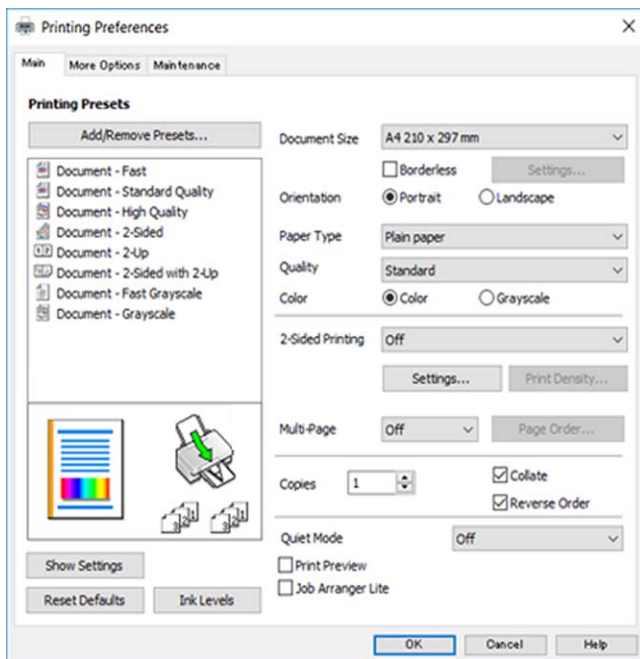 Printing Preferences
Main More Options Maintenance
Printing Presets
Add/Remove Presets...
Document - Fast
Document - Standard Quality
Document - High Quality
Document - 2-Sided
Document - 2-Up
Document - 2-Sided with 2-Up
Document - Fast Grayscale
Document - Grayscale
Show Settings
Reset Defaults Ink Levels
Document Size A4 210 x 297 mm
Borderless Settings...
Orientation Portrait Landscape
Paper Type Plain paper
Quality Standard
Color Color Grayscale
2-Sided Printing Off
Settings... Print Density...
Multi-Page Off Page Order...
Copies 1 Collate
Reverse Order
Quiet Mode Off
Print Preview
Job Arranger Lite
OK Cancel Help